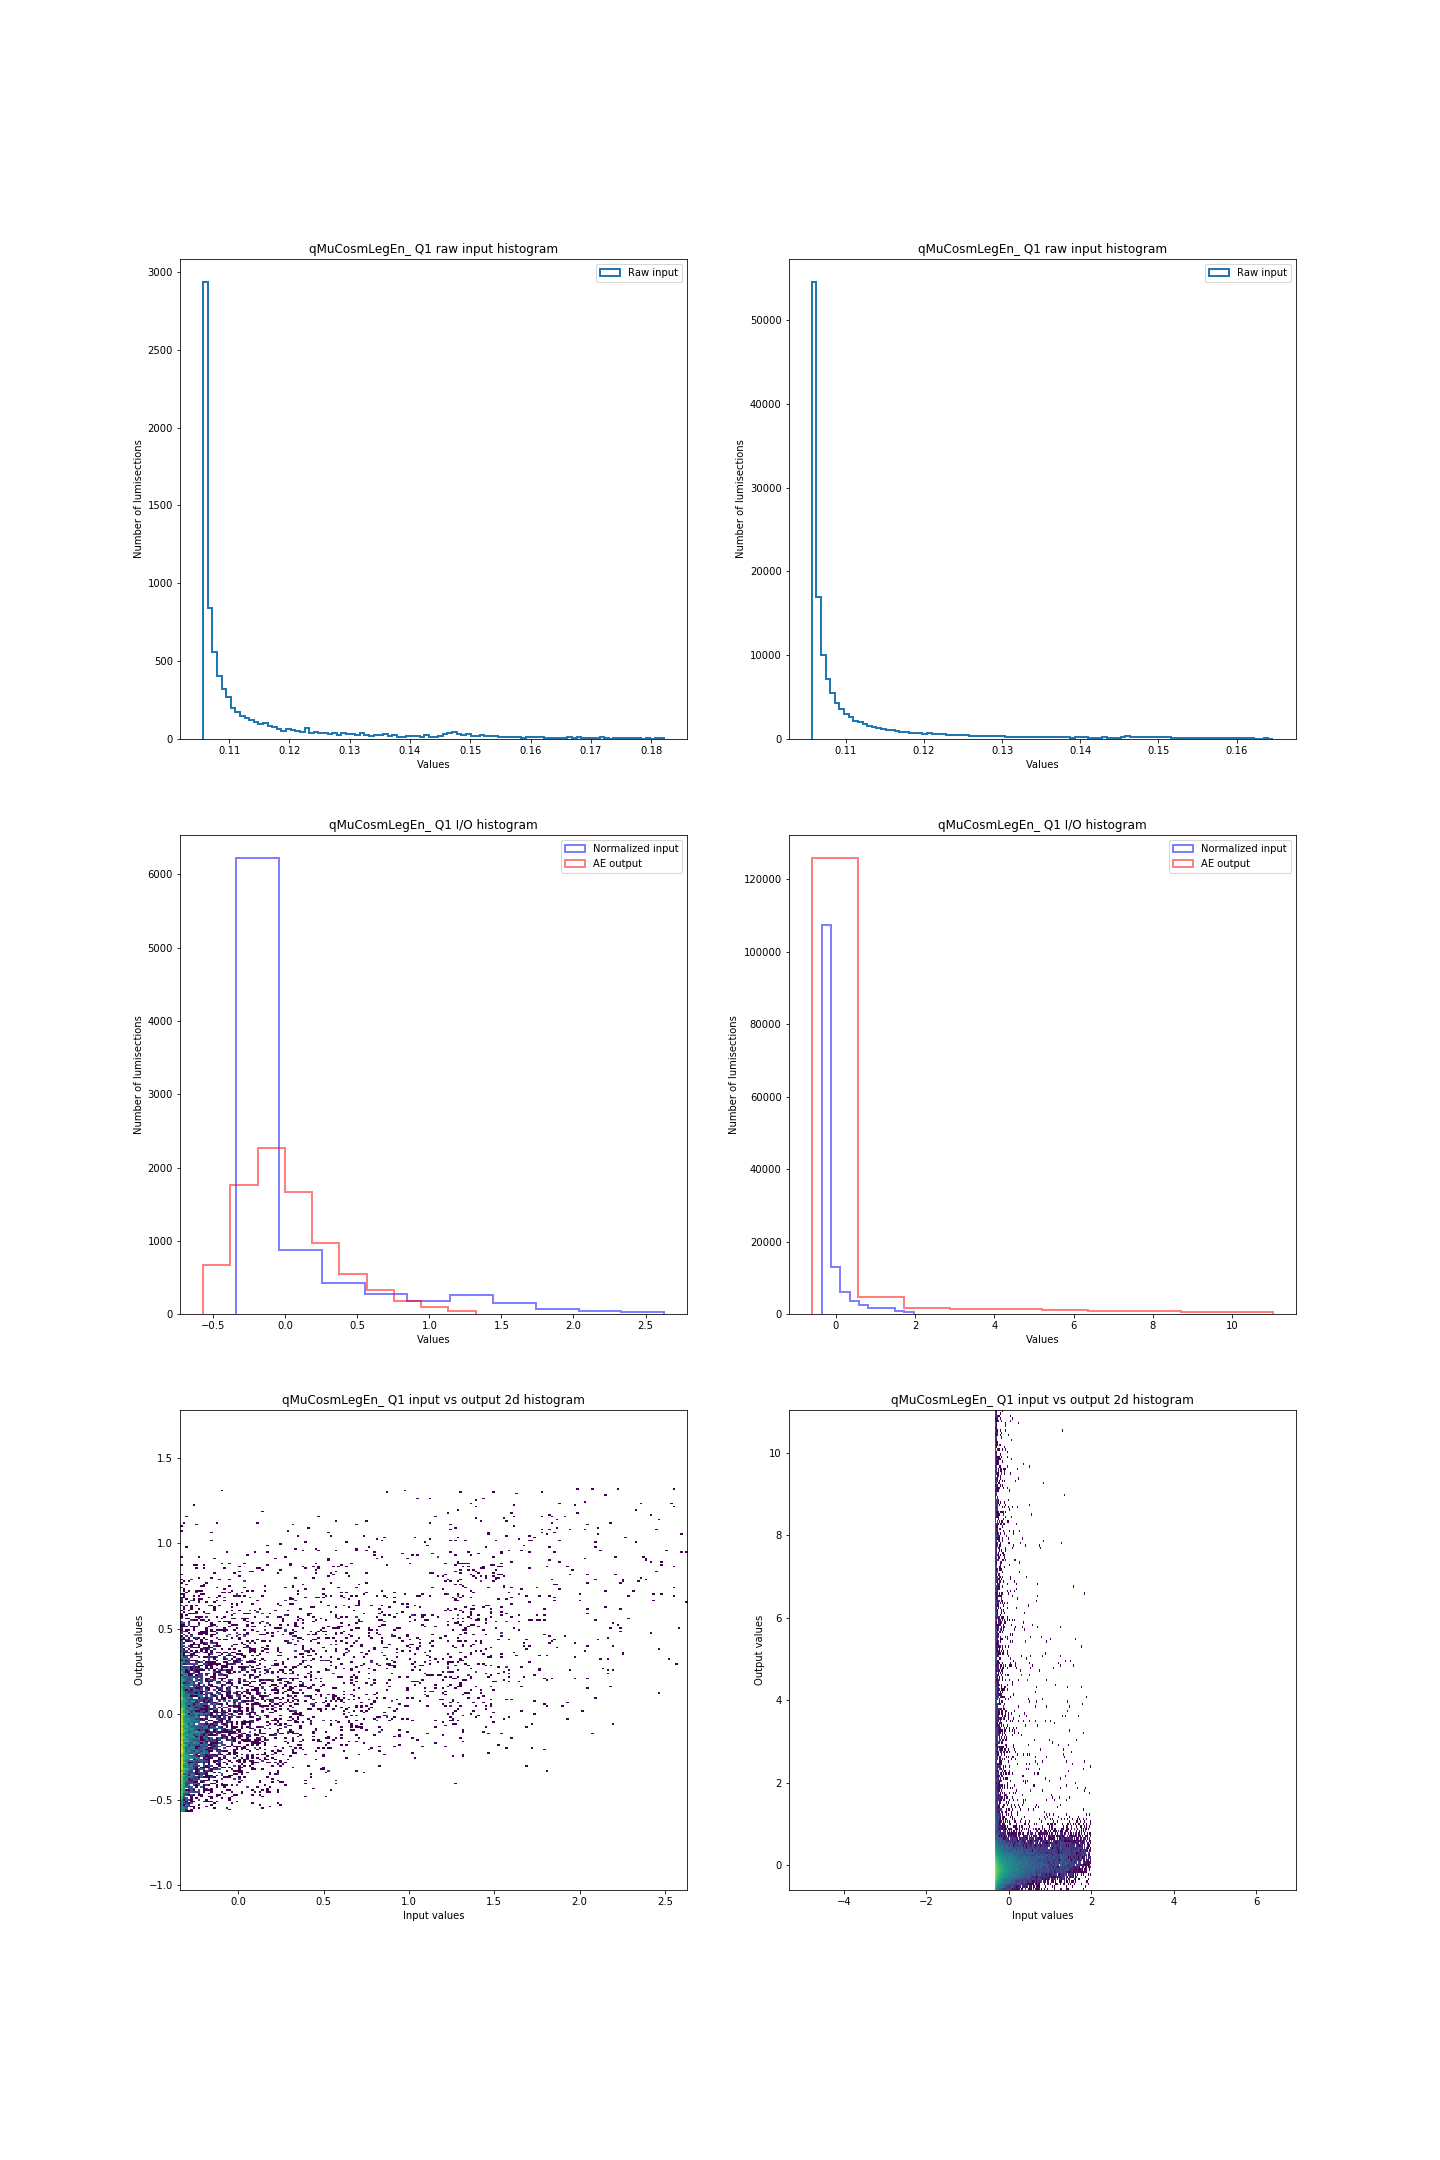 qMuCosmLegEn_ Q1 raw input histogram
Raw input
3000
2500
2000
1500
1000
500
0
Number of lumisections
0.11 0.12 0.13 0.14 0.15 0.16 0.17 0.18
Values
qMuCosmLegEn_ Q1 raw input histogram
Raw input
50000
40000
30000
20000
10000
0
Number of lumisections
0.11 0.12 0.13 0.14 0.15 0.16
Values
qMuCosmLegEn_ Q1 I/O histogram
Normalized input
AE output
6000
5000
4000
3000
2000
1000
0
Number of lumisections
−0.5 0.0 0.5 1.0 1.5 2.0 2.5
Values
qMuCosmLegEn_ Q1 I/O histogram
Normalized input
AE output
120000
100000
80000
60000
40000
20000
0
Number of lumisections
0 2 4 6 8 10
Values
qMuCosmLegEn_ Q1 input vs output 2d histogram
1.5
1.0
0.5
0.0
−0.5
−1.0
Output values
0.0 0.5 1.0 1.5 2.0 2.5
Input values
qMuCosmLegEn_ Q1 input vs output 2d histogram
10
8
6
4
2
0
Output values
−4 −2 0 2 4 6
Input values